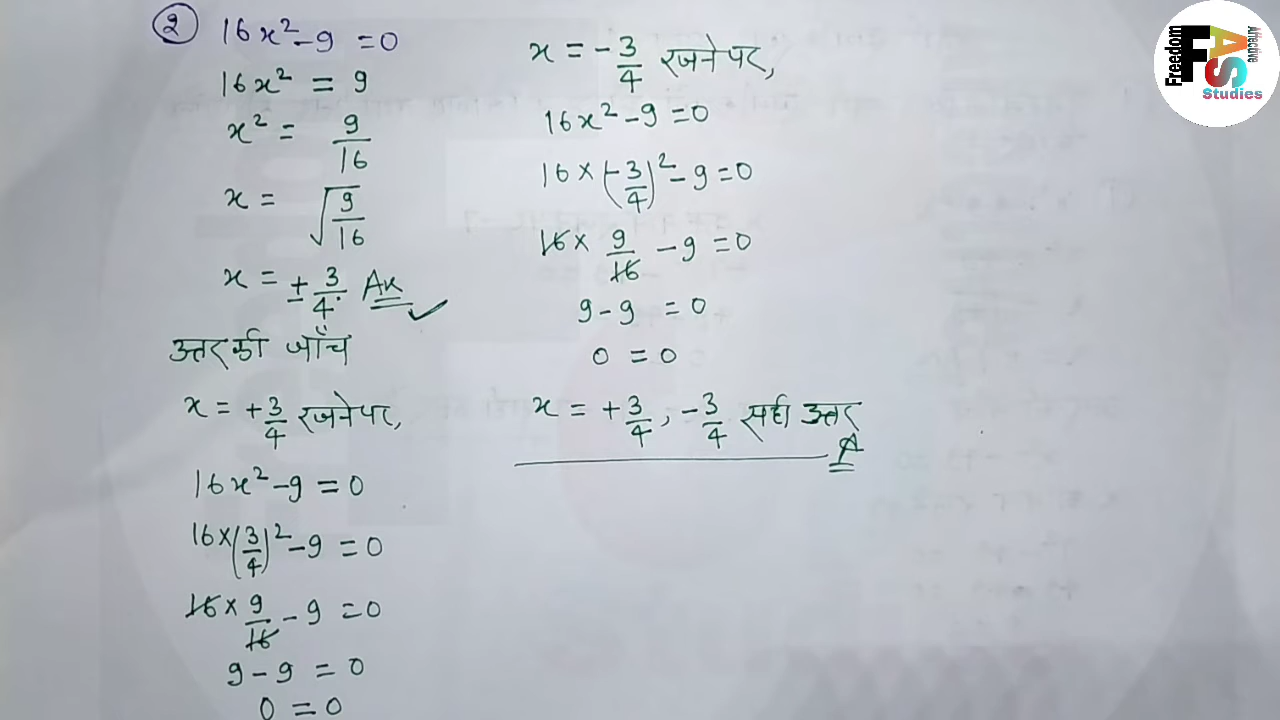 2 16x² - 9 = 0
16x² = 9
x² = 9/16
x = √(9/16)
x = ± 3/4. Ans
उत्तर की जाँच
x = + 3/4 रखने पर,
16x² - 9 = 0
16 × (3/4)² - 9 = 0
16 × 9/16 - 9 = 0
9 - 9 = 0
0 = 0
x = - 3/4 रखने पर,
16x² - 9 = 0
16 × (-3/4)² - 9 = 0
16 × 9/16 - 9 = 0
9 - 9 = 0
0 = 0
x = + 3/4, - 3/4 सही उत्तर
Freedom
FAS
Affective
Studies